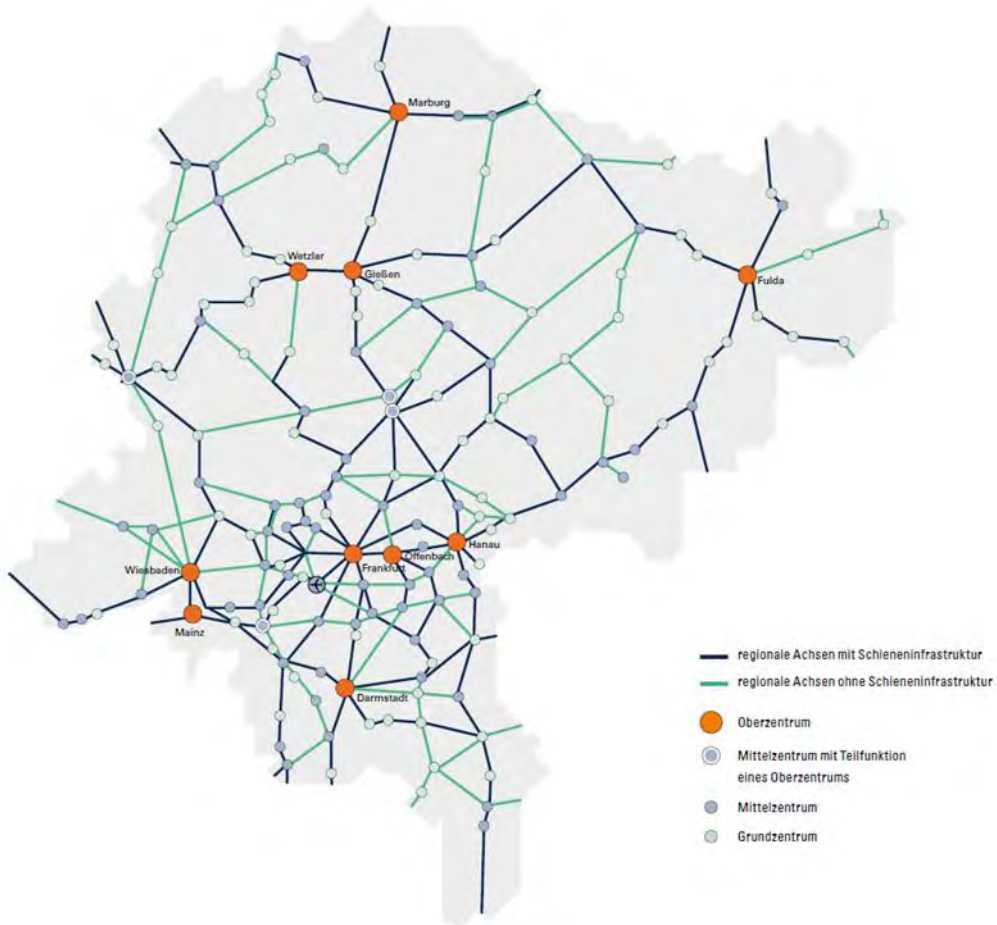 Marburg
Wetzlar
Gießen
Fulda
Hanau
Offenbach
Frankfurt
Wiesbaden
Mainz
Darmstadt
regionale Achsen mit Schieneninfrastruktur
regionale Achsen ohne Schieneninfrastruktur
Oberzentrum
Mittelzentrum mit Teilfunktion
eines Oberzentrums
Mittelzentrum
Grundzentrum